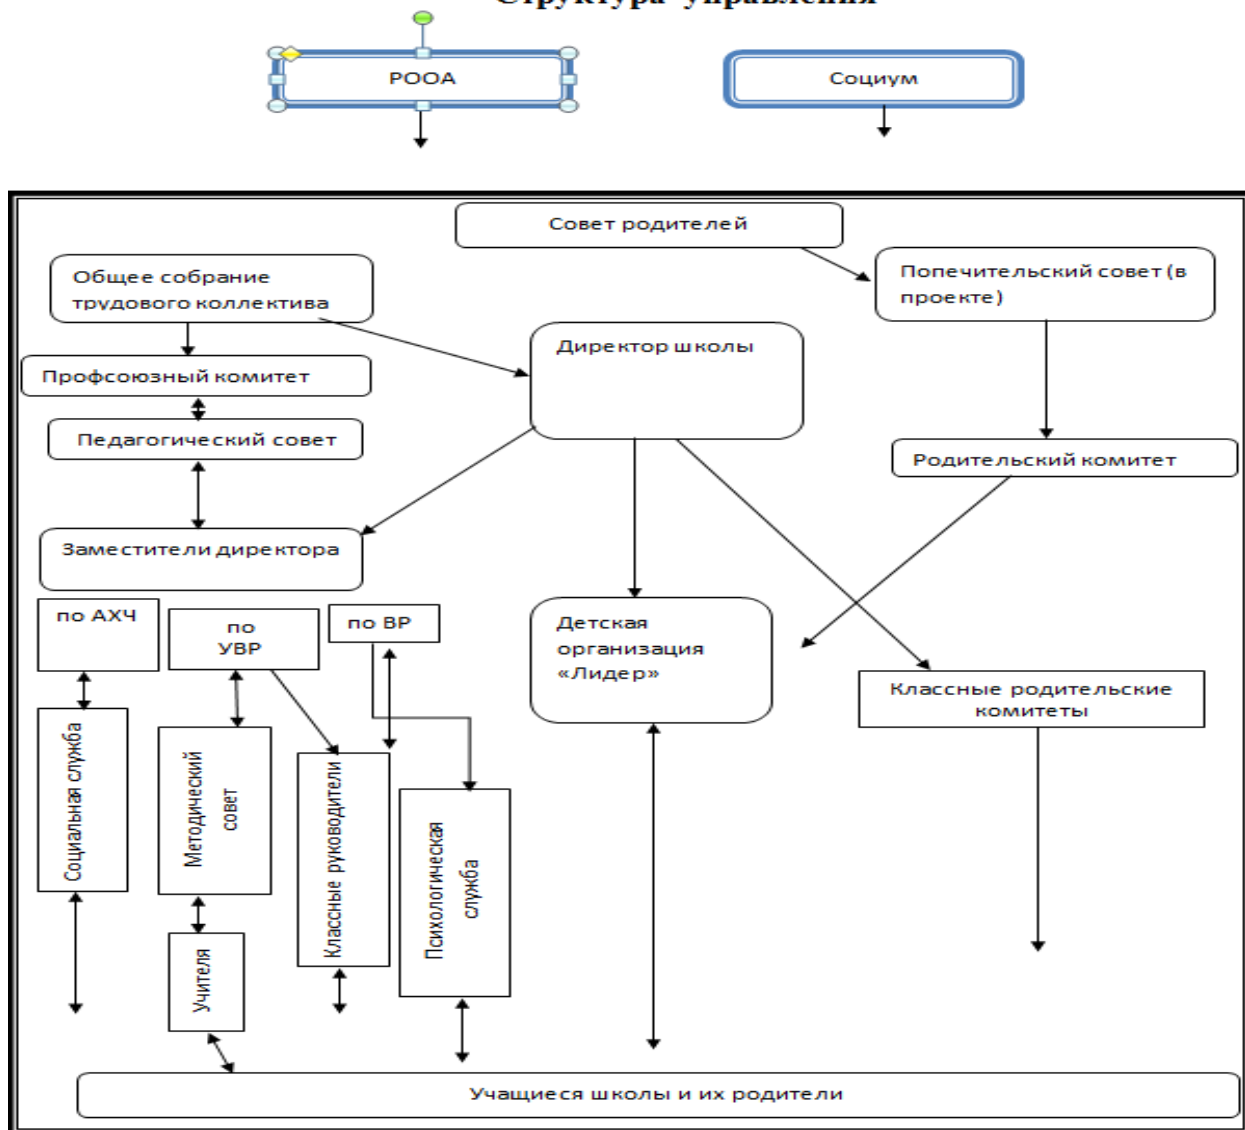 Структура управления
РООА
Социум
Совет родителей
Общее собрание
трудового коллектива
Попечительский совет (в
проекте)
Директор школы
Профсоюзный комитет
Педагогический совет
Родительский комитет
Заместители директора
по АХЧ
по
УВР
по ВР
Детская
организация
«Лидер»
Классные родительские
комитеты
Социальная служба
Методический
совет
Классные руководители
Психологическая
служба
Учителя
Учащиеся школы и их родители